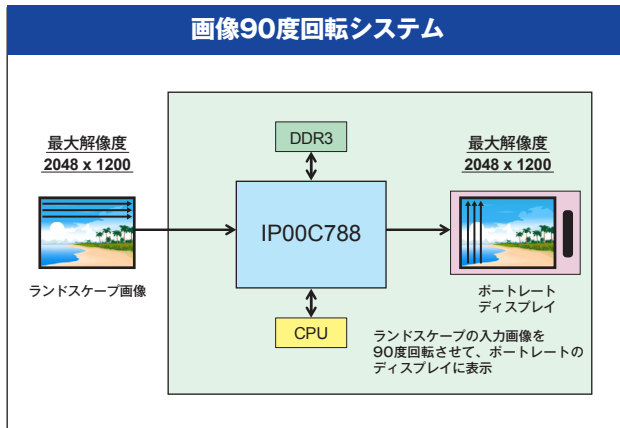 画像90度回転システム
最大解像度
2048 x 1200
ランドスケープ画像
DDR3
IP00C788
CPU
最大解像度
2048 x 1200
ポートレート
ディスプレイ
ランドスケープの入力画像を
90度回転させて、ポートレートの
ディスプレイに表示